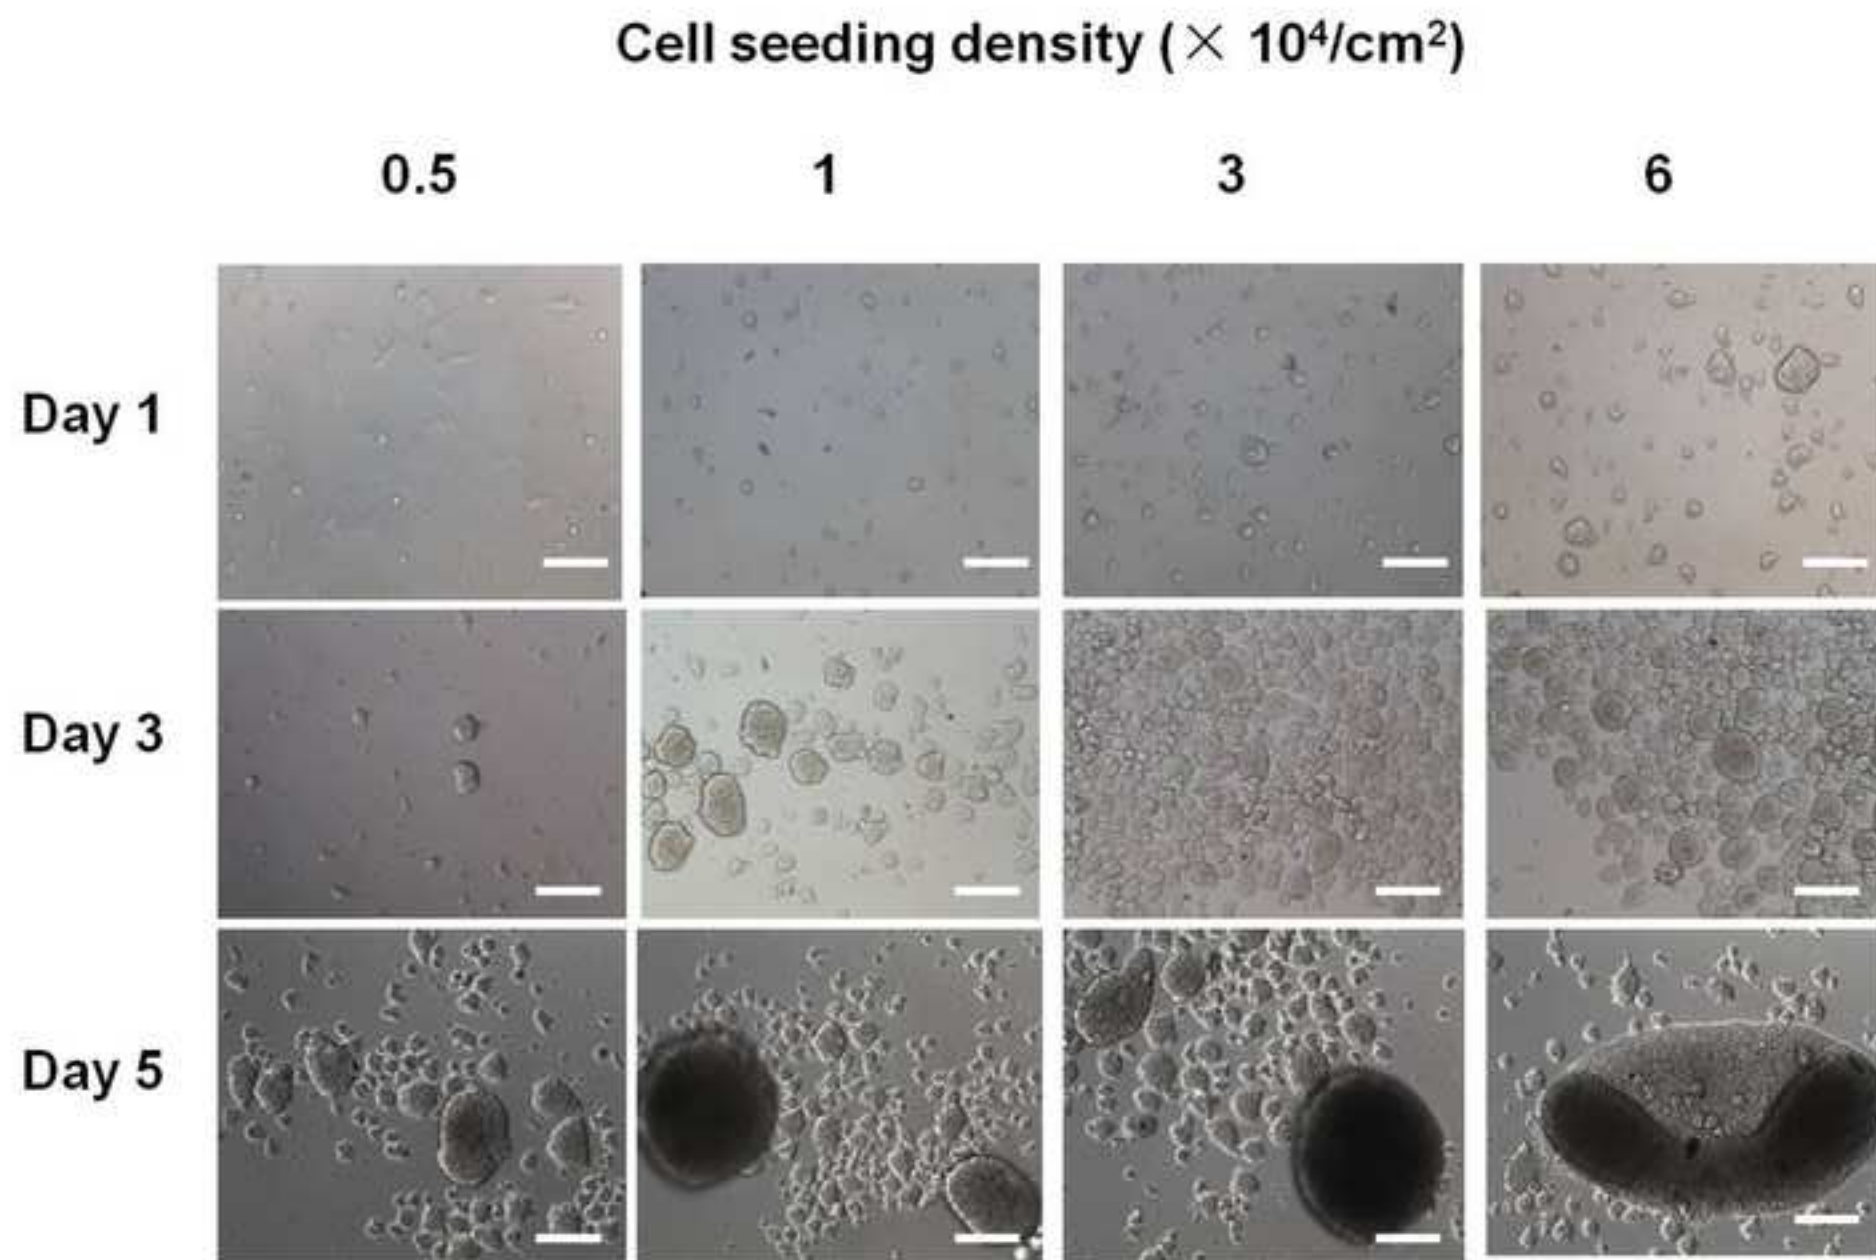 Cell seeding density (× 10⁴/cm²)
0.5 1 3 6
Day 1
Day 3
Day 5